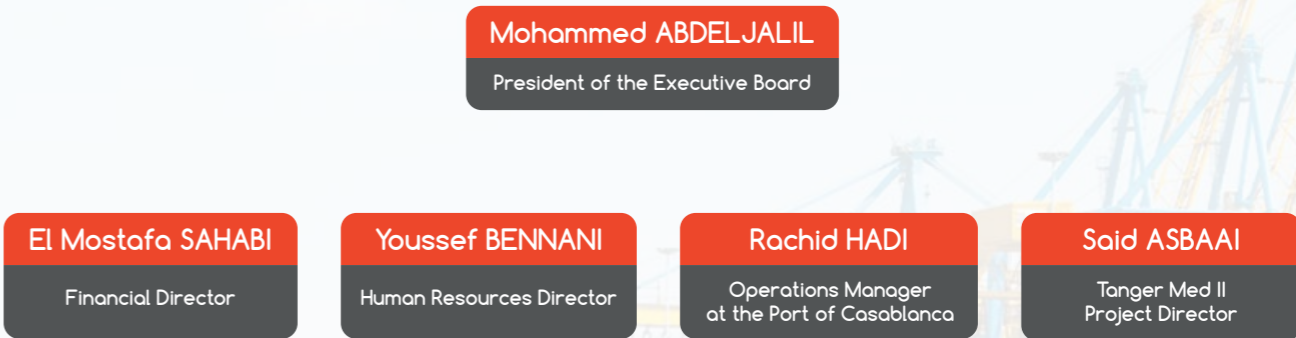 Mohammed ABDELJALIL
President of the Executive Board
El Mostafa SAHABI
Financial Director
Youssef BENNANI
Human Resources Director
Rachid HADI
Operations Manager
at the Port of Casablanca
Said ASBAAI
Tanger Med II
Project Director